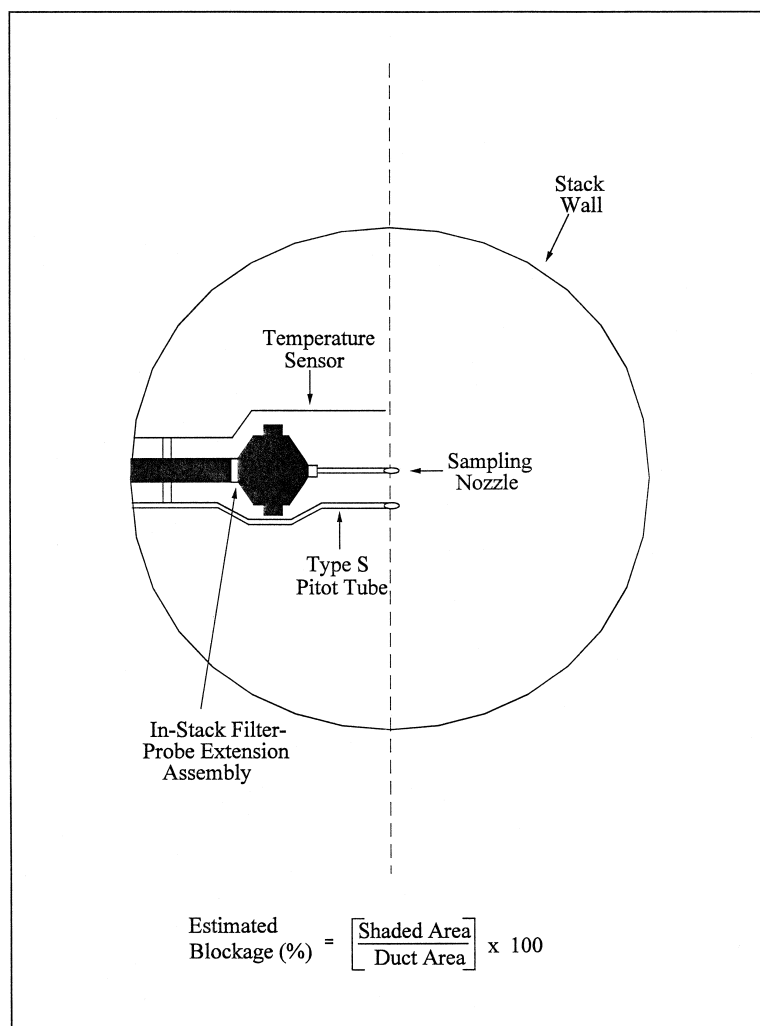 Stack
Wall
Temperature
Sensor
Sampling
Nozzle
Type S
Pitot Tube
In-Stack Filter-
Probe Extension
Assembly
Estimated
Blockage (%) = [Shaded Area / Duct Area] x 100